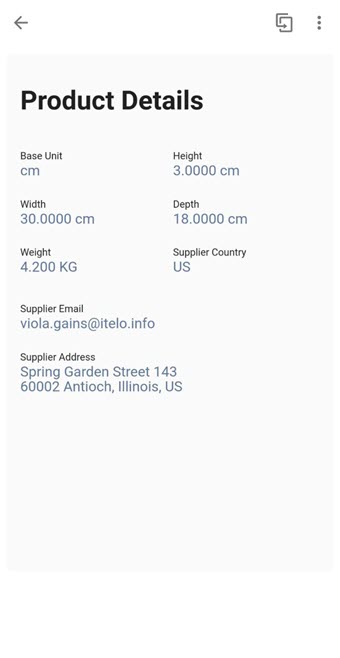 Product Details
Base Unit
cm
Height
3.0000 cm
Width
30.0000 cm
Depth
18.0000 cm
Weight
4.200 KG
Supplier Country
US
Supplier Email
viola.gains@itelo.info
Supplier Address
Spring Garden Street 143
60002 Antioch, Illinois, US